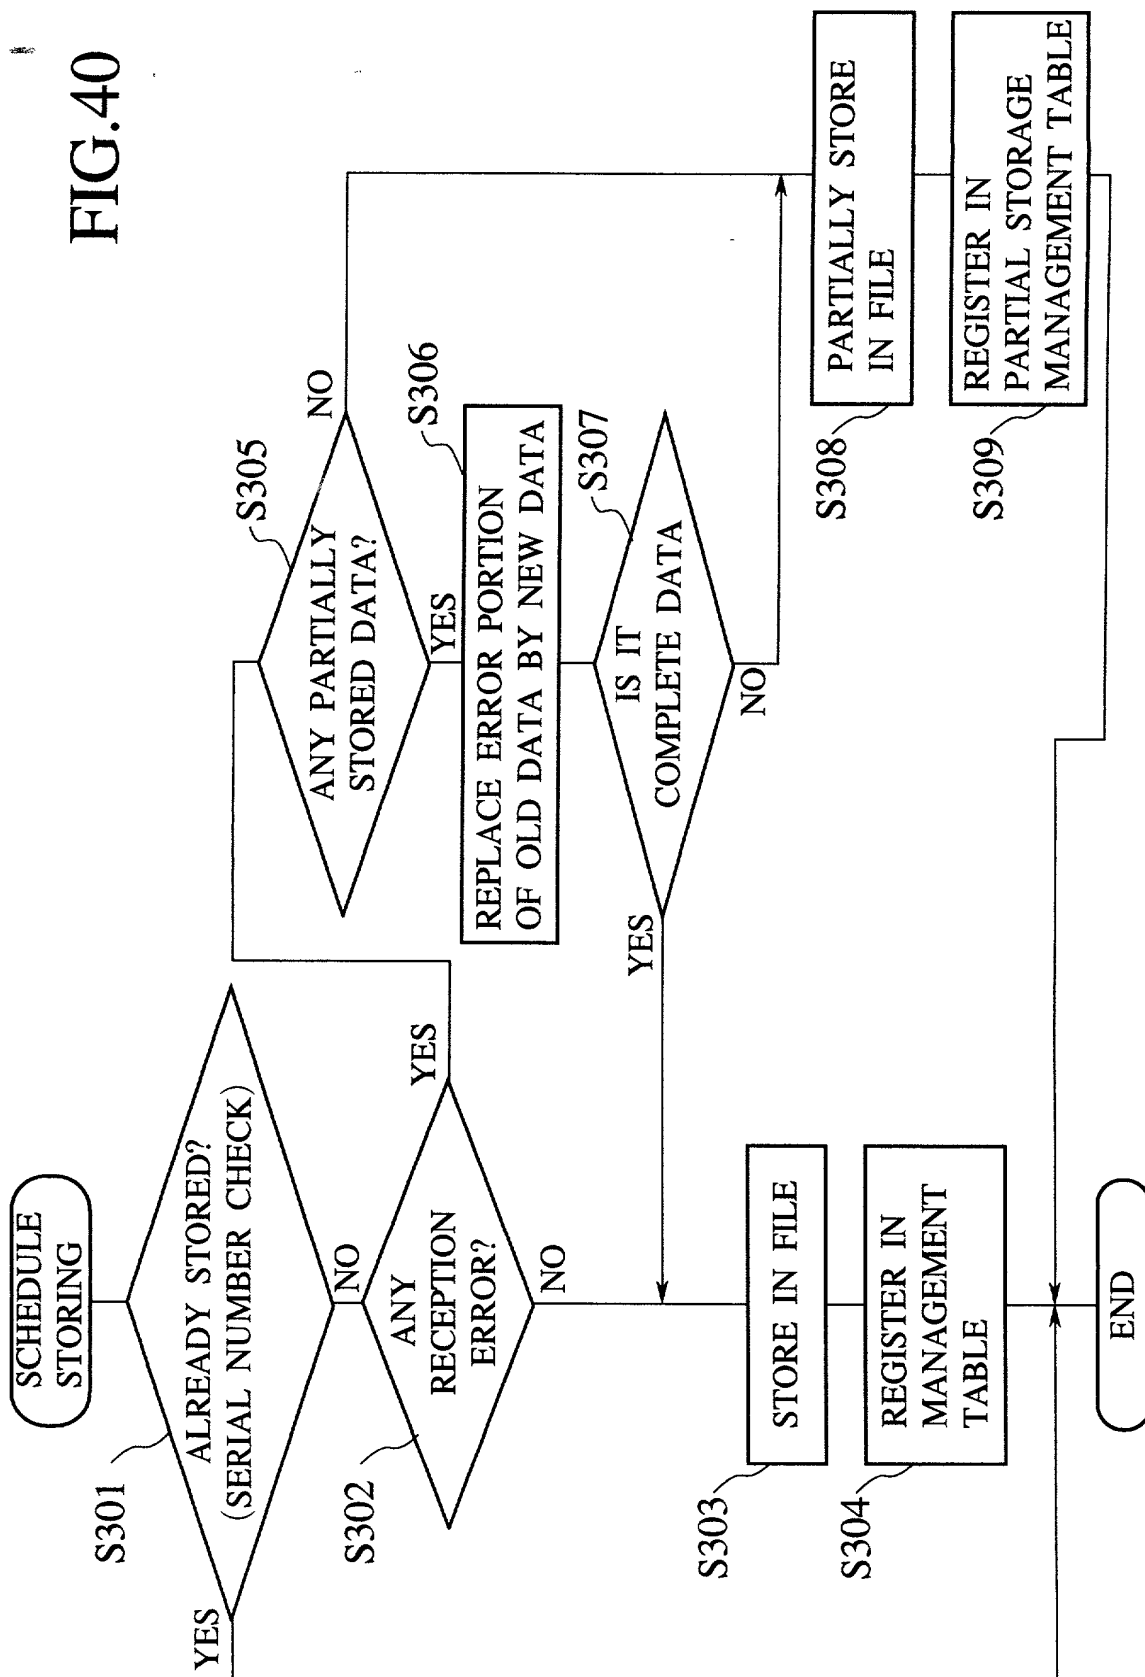 FIG.40
SCHEDULE
STORING
S301
ALREADY STORED?
(SERIAL NUMBER CHECK)
YES
NO
S302
ANY
RECEPTION
ERROR?
YES
NO
S303
STORE IN FILE
S304
REGISTER IN
MANAGEMENT
TABLE
END
S305
ANY PARTIALLY
STORED DATA?
NO
YES
S306
REPLACE ERROR PORTION
OF OLD DATA BY NEW DATA
S307
IS IT
COMPLETE DATA
YES
NO
S308
PARTIALLY STORE
IN FILE
S309
REGISTER IN
PARTIAL STORAGE
MANAGEMENT TABLE